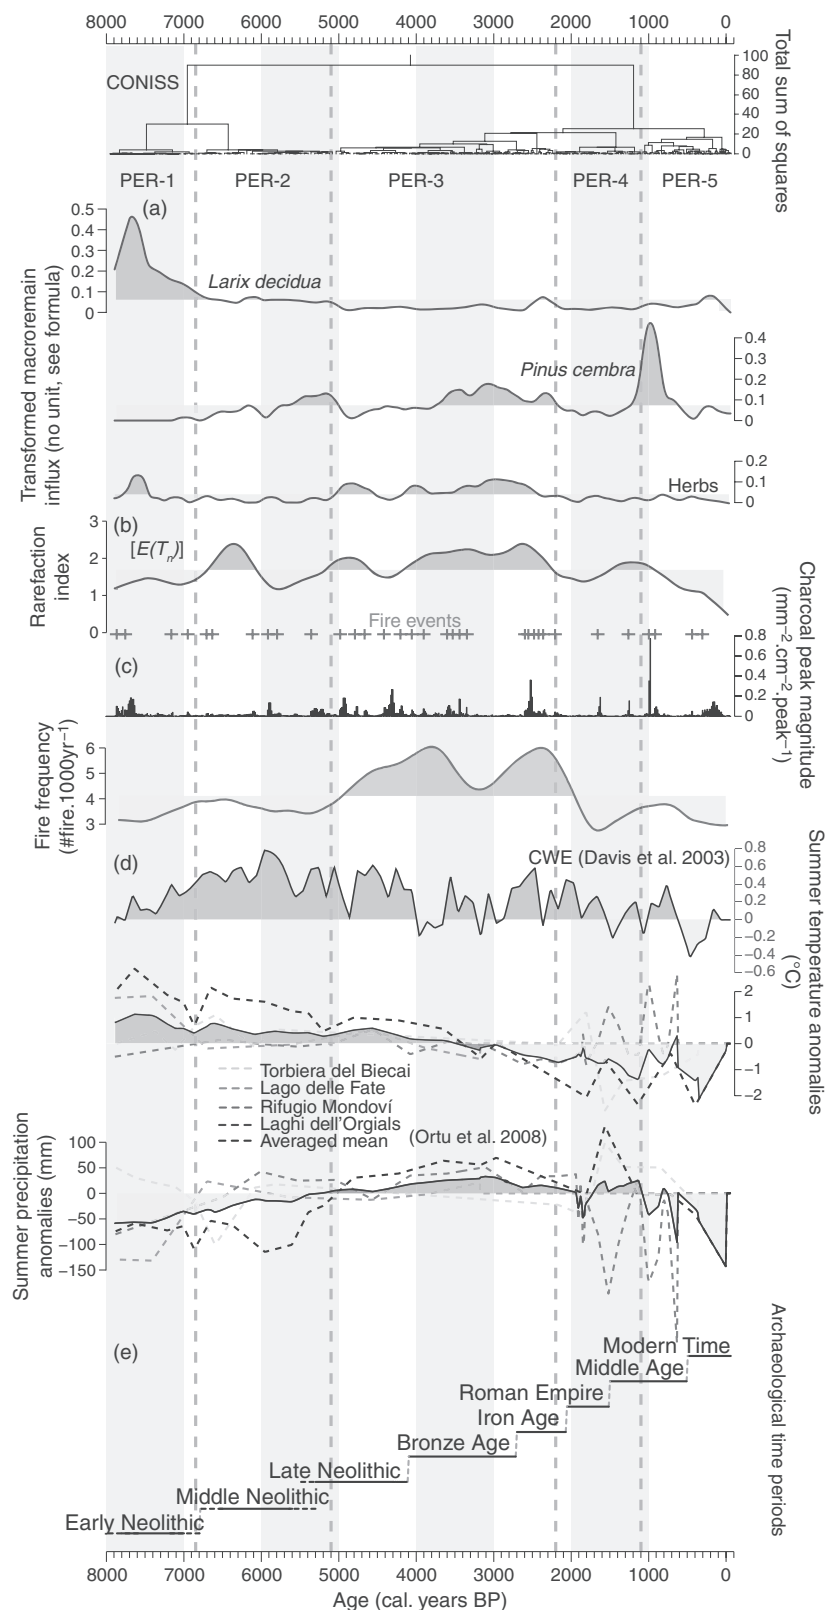 8000 7000 6000 5000 4000 3000 2000 1000 0
CONISS
100
80
60
40
20
0
Total sum of squares
PER-1 PER-2 PER-3 PER-4 PER-5
(a)
0.5
0.4
0.3
0.2
0.1
0
Larix decidua
Transformed macroremain
influx (no unit, see formula)
Pinus cembra
0.4
0.3
0.2
0.1
0
Herbs
0.2
0.1
0
(b)
[E(Tn)]
3
2
1
0
Rarefaction
index
Fire events
(c)
0.8
0.6
0.4
0.2
0
Charcoal peak magnitude
(mm−2.cm−2.peak−1)
6
5
4
3
Fire frequency
(#fire.1000yr−1)
(d)
CWE (Davis et al. 2003)
0.8
0.6
0.4
0.2
0
−0.2
−0.4
−0.6
Summer temperature anomalies
(°C)
2
1
0
−1
−2
Torbiera del Biecai
Lago delle Fate
Rifugio Mondoví
Laghi dell'Orgials
Averaged mean
(Ortu et al. 2008)
100
50
0
−50
−100
−150
Summer precipitation
anomalies (mm)
(e)
Modern Time
Middle Age
Roman Empire
Iron Age
Bronze Age
Late Neolithic
Middle Neolithic
Early Neolithic
Archaeological time periods
8000 7000 6000 5000 4000 3000 2000 1000 0
Age (cal. years BP)